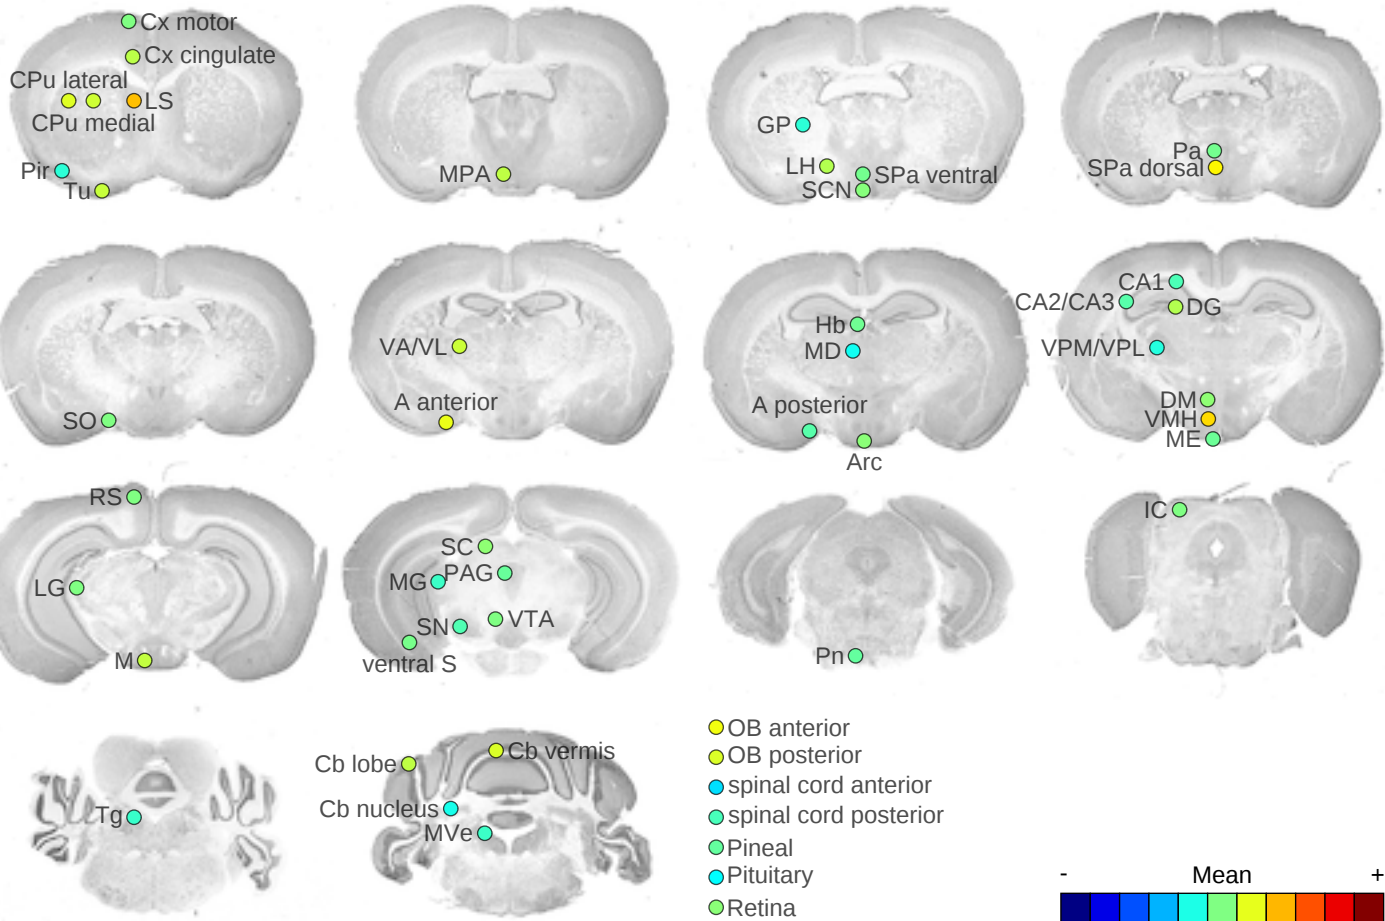 Cx motor
Cx cingulate
CPu lateral
LS
CPu medial
Pir
Tu
MPA
GP
LH
SPa ventral
SCN
Pa
SPa dorsal
SO
VA/VL
A anterior
Hb
MD
A posterior
Arc
CA1
CA2/CA3
DG
VPM/VPL
DM
VMH
ME
RS
LG
M
SC
MG
PAG
SN
VTA
ventral S
Pn
IC
Tg
Cb lobe
Cb vermis
Cb nucleus
MVe
OB anterior
OB posterior
spinal cord anterior
spinal cord posterior
Pineal
Pituitary
Retina
- Mean +